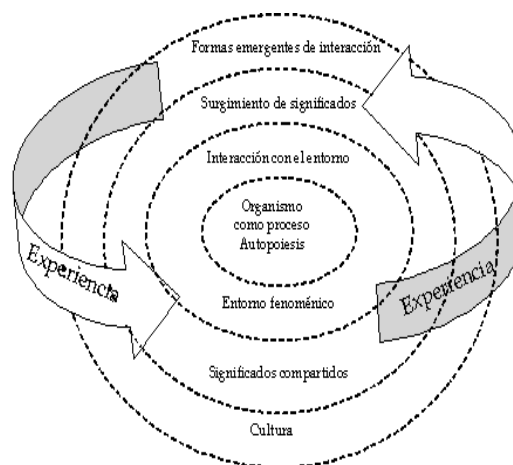 Formas emergentes de interacción
Surgimiento de significados
Interacción con el entorno
Organismo
como proceso
Autopoiesis
Experiencia
Experiencia
Entorno fenoménico
Significados compartidos
Cultura